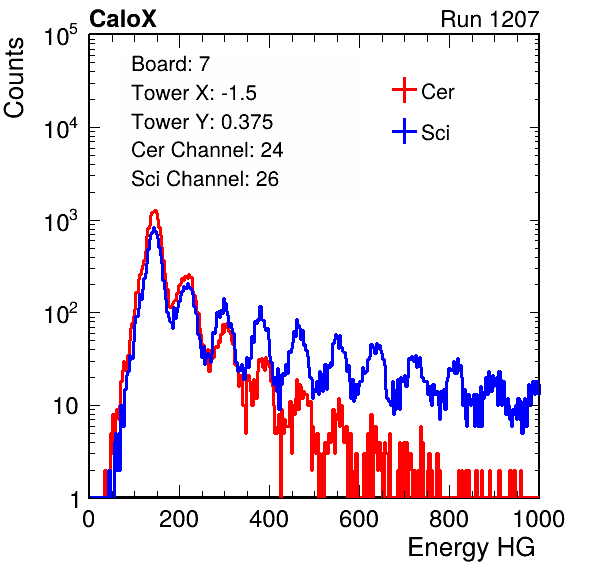 CaloX Run 1207
Counts
10^5
10^4
10^3
10^2
10
1
Board: 7
Tower X: -1.5
Tower Y: 0.375
Cer Channel: 24
Sci Channel: 26
Cer
Sci
0 200 400 600 800 1000
Energy HG